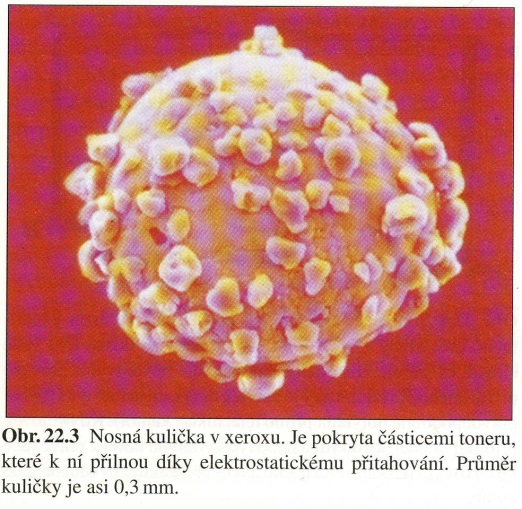 Obr. 22.3 Nosná kulička v xeroxu. Je pokryta částicemi toneru,
které k ní přilnou díky elektrostatickému přitahování. Průměr
kuličky je asi 0,3 mm.